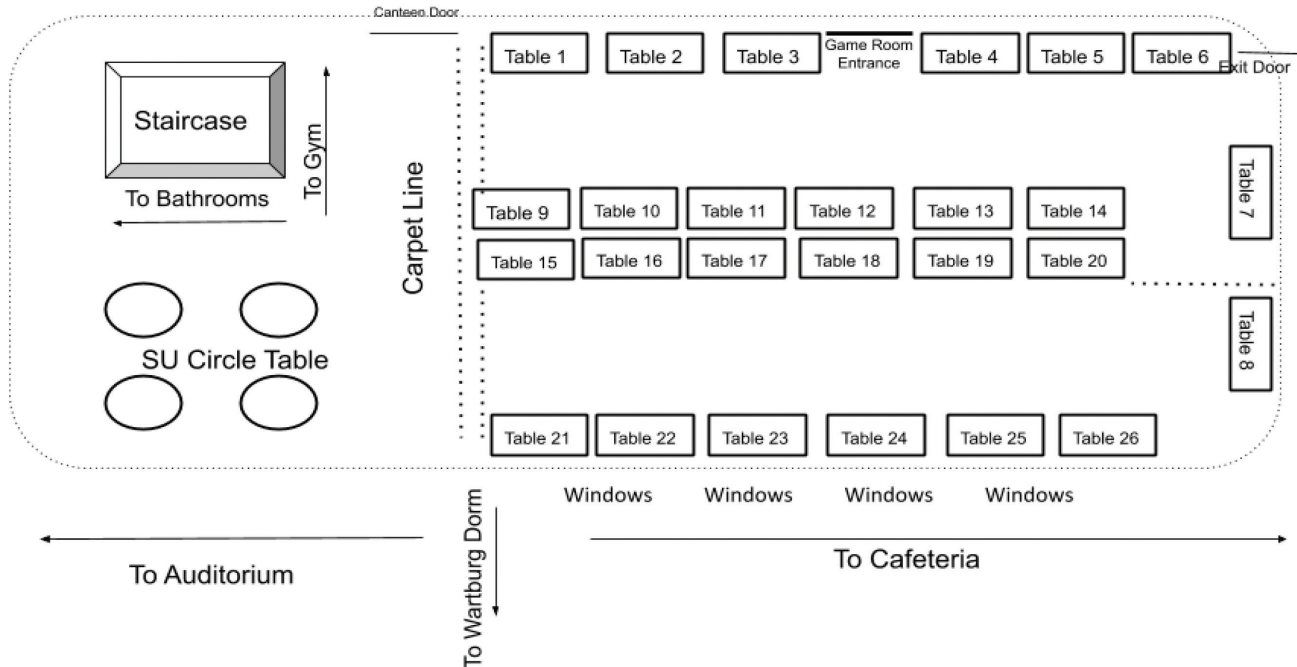 Canteen Door
Table 1
Table 2
Table 3
Game Room
Entrance
Table 4
Table 5
Table 6
Exit Door
Staircase
To Gym
To Bathrooms
Carpet Line
Table 7
Table 9
Table 10
Table 11
Table 12
Table 13
Table 14
Table 15
Table 16
Table 17
Table 18
Table 19
Table 20
Table 8
SU Circle Table
Table 21
Table 22
Table 23
Table 24
Table 25
Table 26
Windows
Windows
Windows
Windows
To Auditorium
To Wartburg Dorm
To Cafeteria